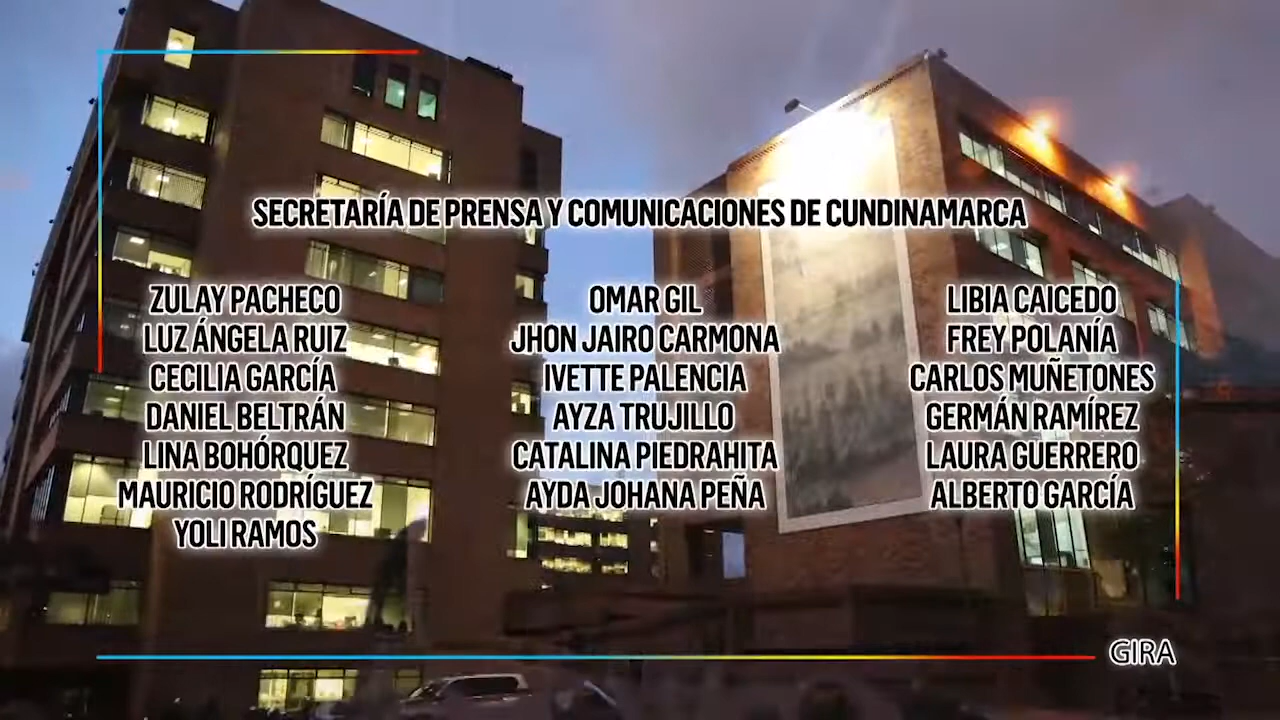 SECRETARÍA DE PRENSA Y COMUNICACIONES DE CUNDINAMARCA
ZULAY PACHECO
LUZ ÁNGELA RUIZ
CECILIA GARCÍA
DANIEL BELTRÁN
LINA BOHÓRQUEZ
MAURICIO RODRÍGUEZ
YOLI RAMOS
OMAR GIL
JHON JAIRO CARMONA
IVETTE PALENCIA
AYZA TRUJILLO
CATALINA PIEDRAHITA
AYDA JOHANA PEÑA
LIBIA CAICEDO
FREY POLANÍA
CARLOS MUÑETONES
GERMÁN RAMÍREZ
LAURA GUERRERO
ALBERTO GARCÍA
GIRA